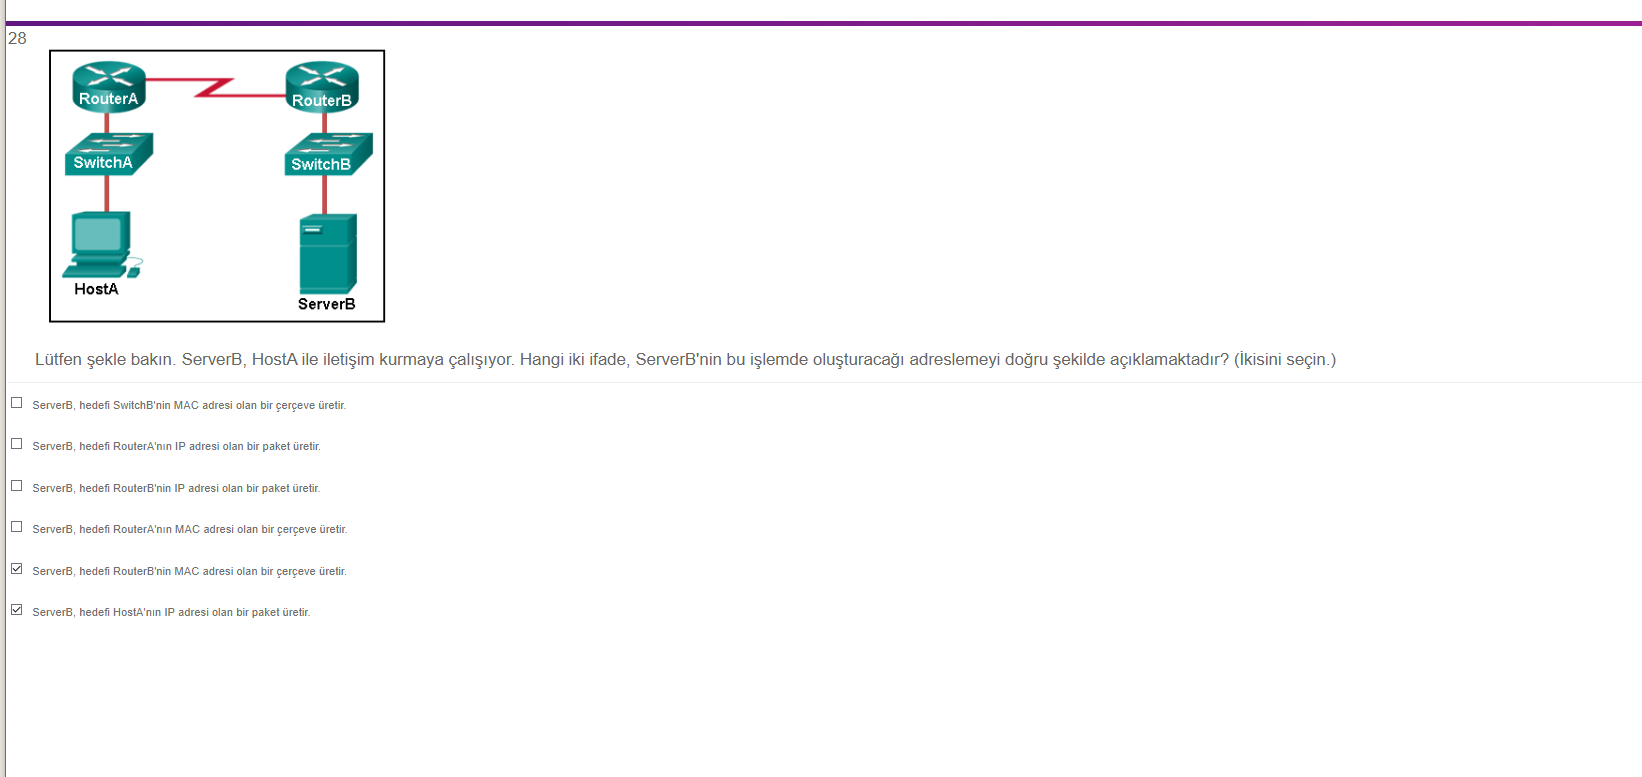 28
RouterA
RouterB
SwitchA
SwitchB
HostA
ServerB
Lütfen şekle bakın. ServerB, HostA ile iletişim kurmaya çalışıyor. Hangi iki ifade, ServerB'nin bu işlemde oluşturacağı adreslemeyi doğru şekilde açıklamaktadır? (İkisini seçin.)
ServerB, hedefi SwitchB'nin MAC adresi olan bir çerçeve üretir.
ServerB, hedefi RouterA'nın IP adresi olan bir paket üretir.
ServerB, hedefi RouterB'nin IP adresi olan bir paket üretir.
ServerB, hedefi RouterA'nın MAC adresi olan bir çerçeve üretir.
ServerB, hedefi RouterB'nin MAC adresi olan bir çerçeve üretir.
ServerB, hedefi HostA'nın IP adresi olan bir paket üretir.